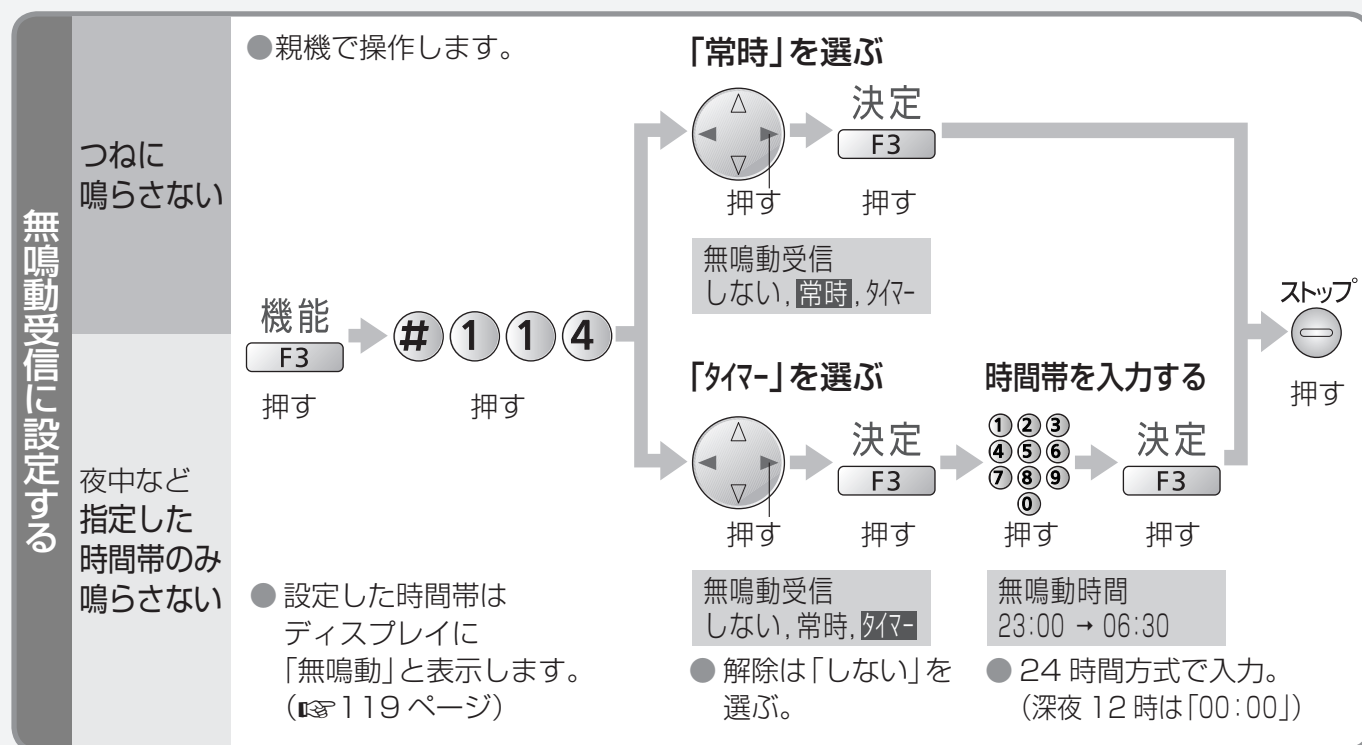 無鳴動受信に設定する
つねに
鳴らさない
夜中など
指定した
時間帯のみ
鳴らさない
●親機で操作します。
機能
F3
押す
#114
押す
「常時」を選ぶ
決定
F3
押す
押す
無鳴動受信
しない,常時,ﾀｲﾏｰ
「ﾀｲﾏｰ」を選ぶ
決定
F3
押す
押す
無鳴動受信
しない,常時,ﾀｲﾏｰ
●解除は「しない」を
選ぶ。
時間帯を入力する
1 2 3
4 5 6
7 8 9
0
押す
決定
F3
押す
無鳴動時間
23:00 → 06:30
●24 時間方式で入力。
(深夜 12 時は「00:00」)
ストップ
押す
●設定した時間帯は
ディスプレイに
「無鳴動」と表示します。
(☞119 ページ)